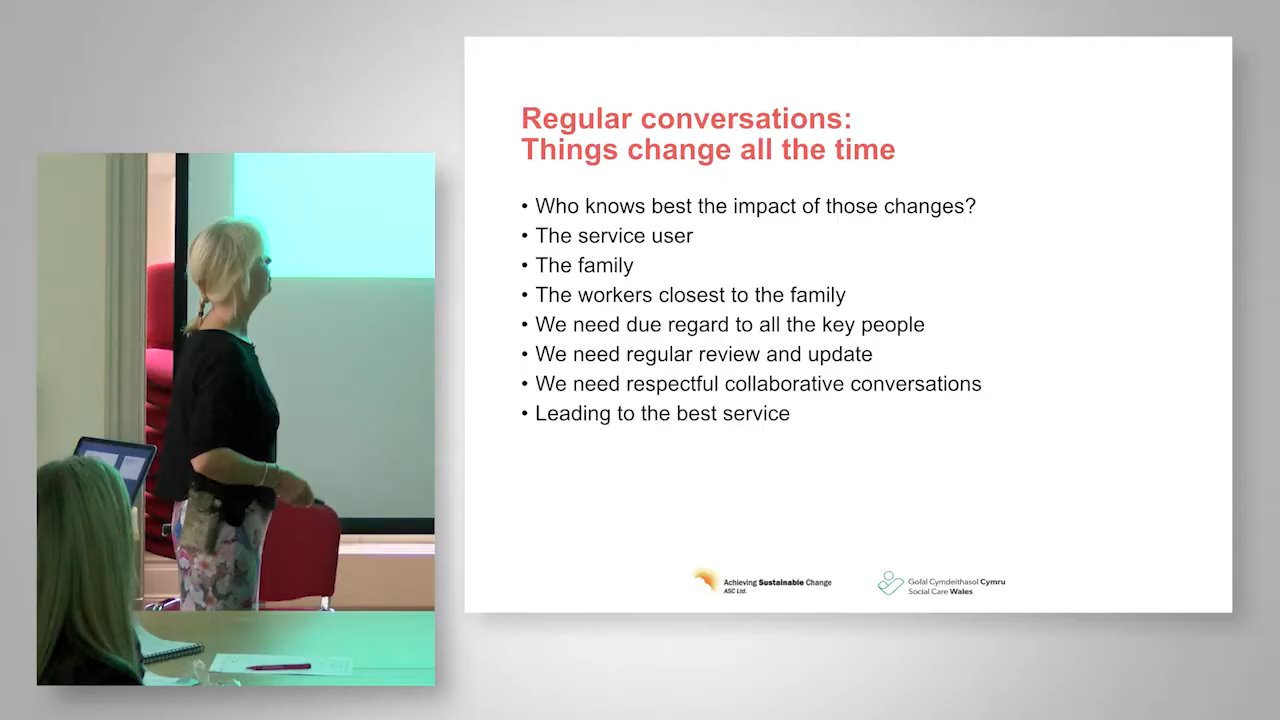 Regular conversations:
Things change all the time
• Who knows best the impact of those changes?
• The service user
• The family
• The workers closest to the family
• We need due regard to all the key people
• We need regular review and update
• We need respectful collaborative conversations
• Leading to the best service
Achieving Sustainable Change
ASC Ltd.
Gofal Cymdeithasol Cymru
Social Care Wales